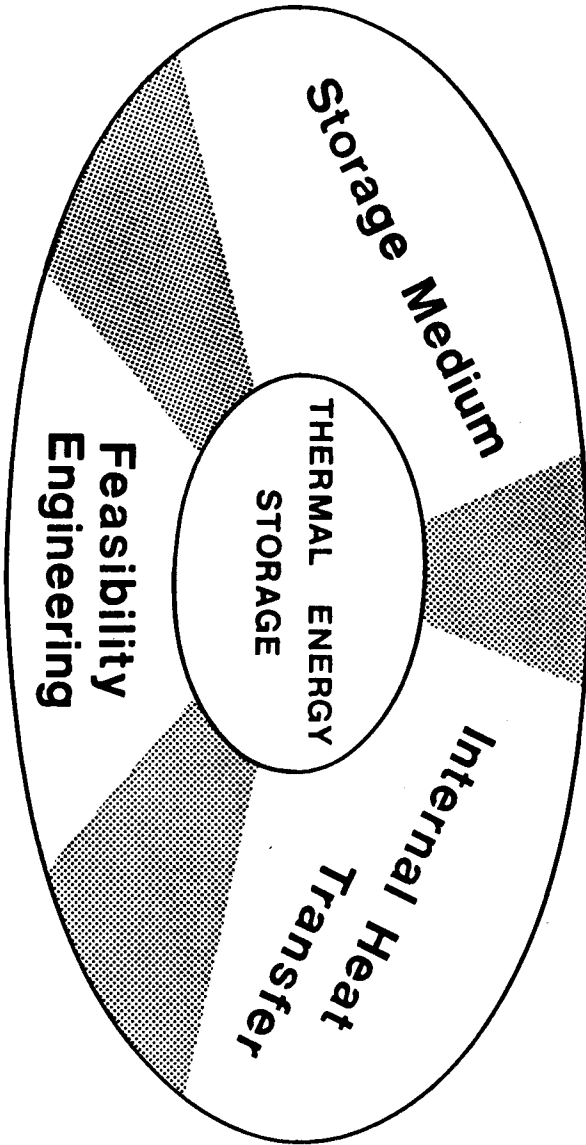 Storage Medium
Internal Heat
Transfer
THERMAL ENERGY
STORAGE
Feasibility
Engineering